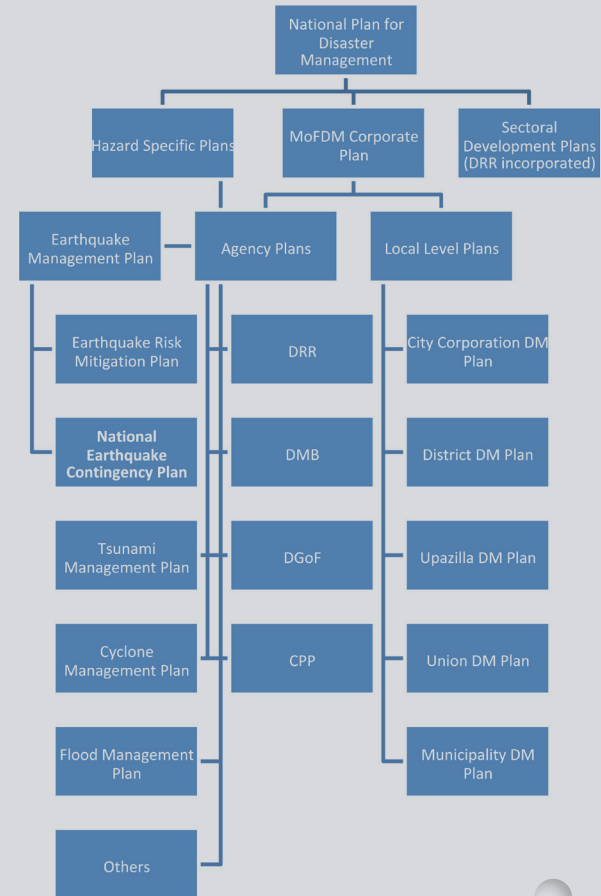 National Plan for
Disaster
Management
Hazard Specific Plans
MoFDM Corporate
Plan
Sectoral
Development Plans
(DRR incorporated)
Earthquake
Management Plan
Agency Plans
Local Level Plans
Earthquake Risk
Mitigation Plan
DRR
City Corporation DM
Plan
National
Earthquake
Contingency Plan
DMB
District DM Plan
Tsunami
Management Plan
DGoF
Upazilla DM Plan
Cyclone
Management Plan
CPP
Union DM Plan
Flood Management
Plan
Municipality DM
Plan
Others